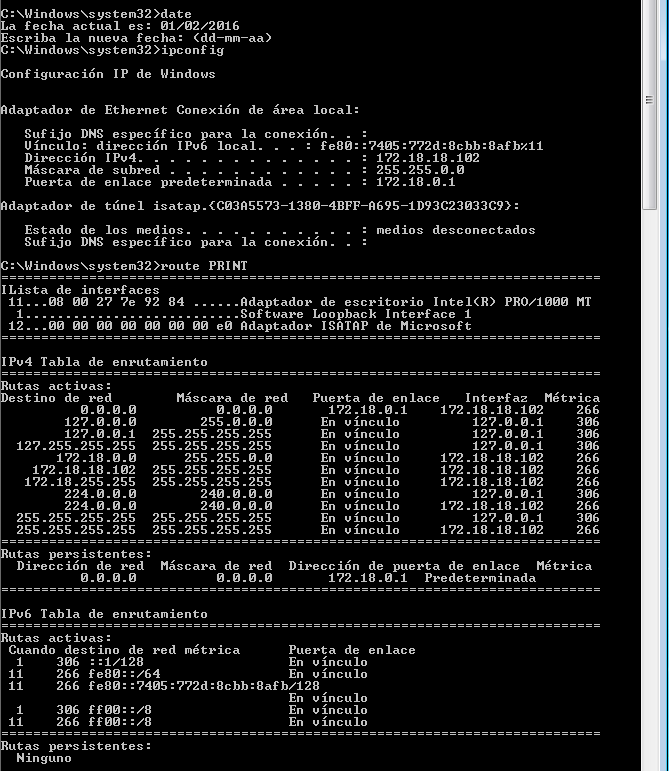 C:\Windows\system32>date
La fecha actual es: 01/02/2016
Escriba la nueva fecha: (dd-mm-aa)
C:\Windows\system32>ipconfig
Configuración IP de Windows
Adaptador de Ethernet Conexión de área local:
Sufijo DNS específico para la conexión. . :
Vínculo: dirección IPv6 local. . . : fe80::7405:772d:8cbb:8afb%11
Dirección IPv4. . . . . . . . . . . . . . : 172.18.18.102
Máscara de subred . . . . . . . . . . . . : 255.255.0.0
Puerta de enlace predeterminada . . . . . : 172.18.0.1
Adaptador de túnel isatap.{C03A5573-1380-4BFF-A695-1D93C23033C9}:
Estado de los medios. . . . . . . . . . . : medios desconectados
Sufijo DNS específico para la conexión. . :
C:\Windows\system32>route PRINT
===========================================================================
ILista de interfaces
11...08 00 27 7e 92 84 ......Adaptador de escritorio Intel(R) PRO/1000 MT
1...........................Software Loopback Interface 1
12...00 00 00 00 00 00 00 e0 Adaptador ISATAP de Microsoft
===========================================================================
IPv4 Tabla de enrutamiento
===========================================================================
Rutas activas:
Destino de red        Máscara de red   Puerta de enlace   Interfaz  Métrica
0.0.0.0          0.0.0.0       172.18.0.1    172.18.18.102    266
127.0.0.0        255.0.0.0      En vínculo         127.0.0.1    306
127.0.0.1  255.255.255.255      En vínculo         127.0.0.1    306
127.255.255.255  255.255.255.255      En vínculo         127.0.0.1    306
172.18.0.0      255.255.0.0      En vínculo     172.18.18.102    266
172.18.18.102  255.255.255.255      En vínculo     172.18.18.102    266
172.18.255.255  255.255.255.255      En vínculo     172.18.18.102    266
224.0.0.0        240.0.0.0      En vínculo         127.0.0.1    306
224.0.0.0        240.0.0.0      En vínculo     172.18.18.102    266
255.255.255.255  255.255.255.255      En vínculo         127.0.0.1    306
255.255.255.255  255.255.255.255      En vínculo     172.18.18.102    266
===========================================================================
Rutas persistentes:
Dirección de red  Máscara de red  Dirección de puerta de enlace  Métrica
0.0.0.0          0.0.0.0       172.18.0.1  Predeterminada
===========================================================================
IPv6 Tabla de enrutamiento
===========================================================================
Rutas activas:
Cuando destino de red métrica      Puerta de enlace
1    306 ::1/128                  En vínculo
11    266 fe80::/64                En vínculo
11    266 fe80::7405:772d:8cbb:8afb/128
En vínculo
1    306 ff00::/8                 En vínculo
11    266 ff00::/8                 En vínculo
===========================================================================
Rutas persistentes:
Ninguno